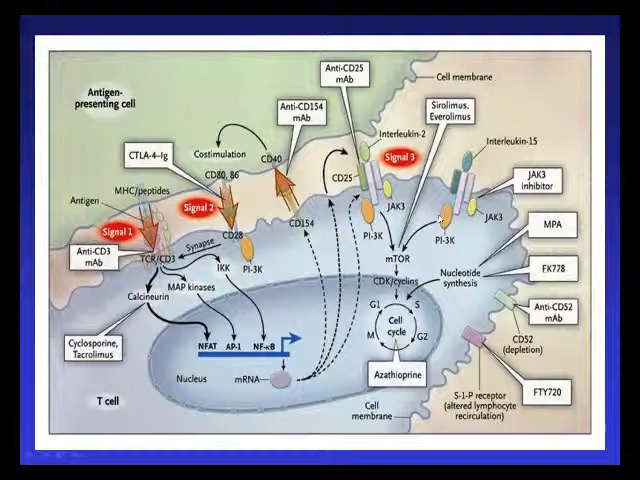 Antigen-
presenting cell
Anti-CD25
mAb
Cell membrane
Anti-CD154
mAb
Sirolimus,
Everolimus
Interleukin-2
Interleukin-15
CTLA-4–Ig
Costimulation
CD40
Signal 3
CD80, 86
CD25
JAK3
inhibitor
MHC/peptides
Antigen
Signal 2
JAK3
JAK3
Signal 1
CD28
CD154
PI-3K
PI-3K
MPA
Anti-CD3
mAb
Synapse
TCR/CD3
IKK
PI-3K
mTOR
Nucleotide
synthesis
FK778
MAP kinases
CDK/cyclins
Calcineurin
G1
S
Cell
cycle
M
G2
Anti-CD52
mAb
CD52
(depletion)
Cyclosporine,
Tacrolimus
NFAT
AP-1
NF-κB
Azathioprine
Nucleus
mRNA
FTY720
T cell
Cell
membrane
S-1-P receptor
(altered lymphocyte
recirculation)